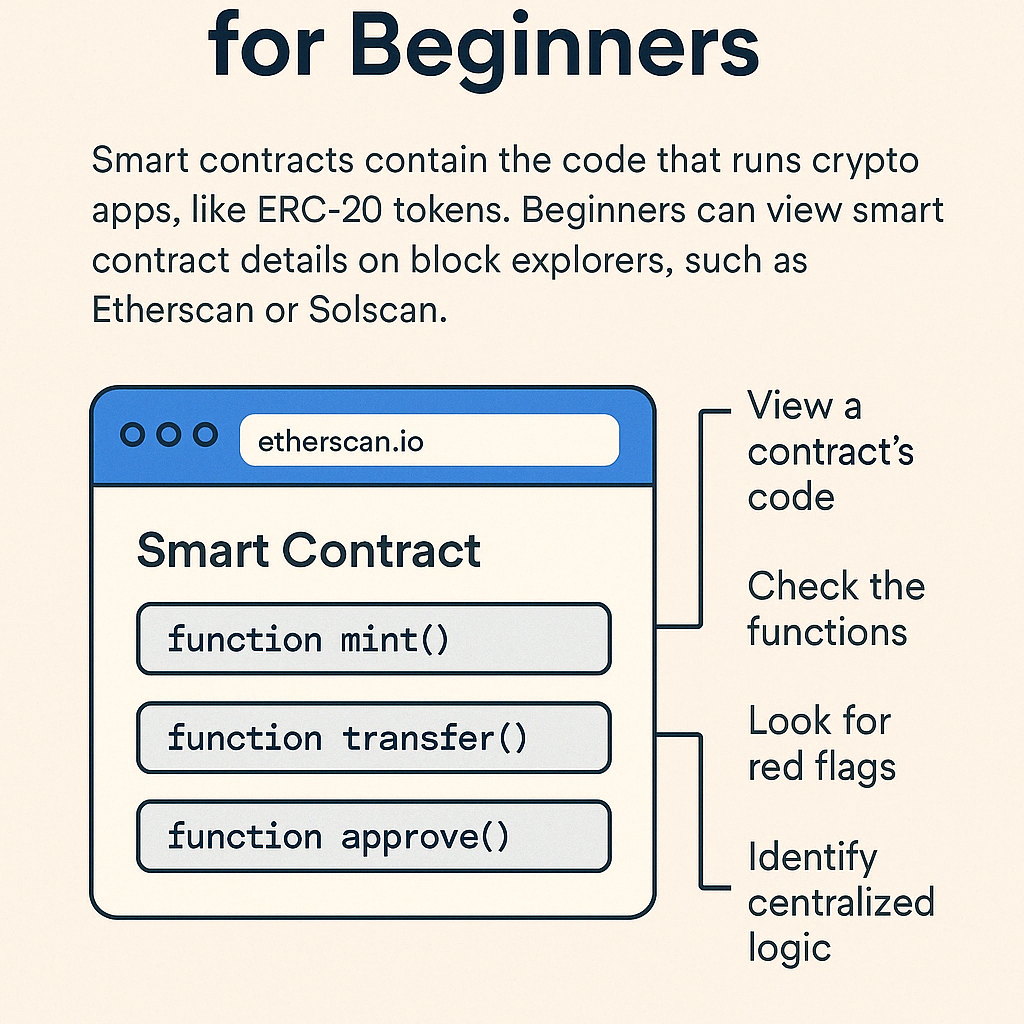 for Beginners
Smart contracts contain the code that runs crypto
apps, like ERC-20 tokens. Beginners can view smart
contract details on block explorers, such as
Etherscan or Solscan.
etherscan.io
Smart Contract
function mint()
function transfer()
function approve()
View a
contract’s
code
Check the
functions
Look for
red flags
Identify
centralized
logic